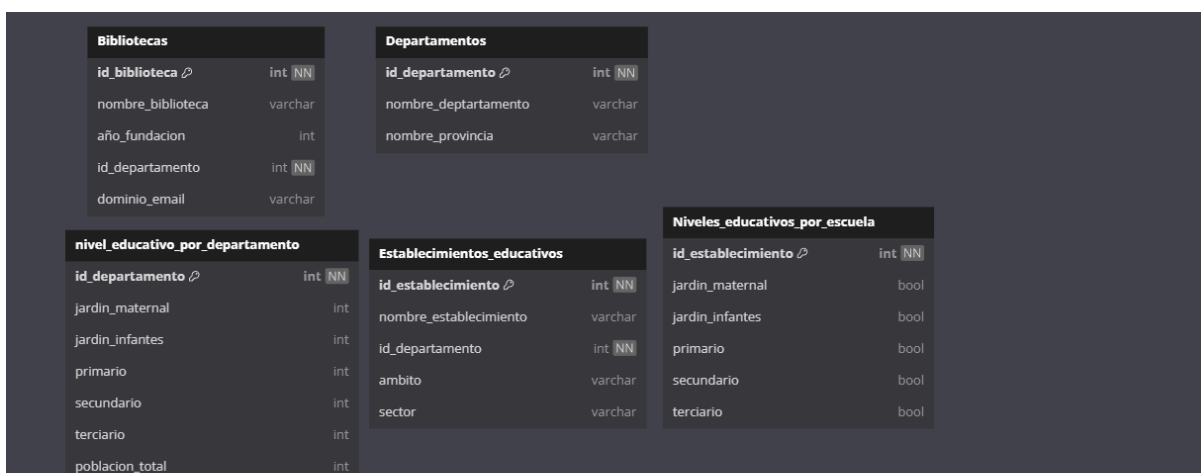 Bibliotecas
id_biblioteca int NN
nombre_biblioteca varchar
año_fundacion int
id_departamento int NN
dominio_email varchar
Departamentos
id_departamento int NN
nombre_deptartamento varchar
nombre_provincia varchar
nivel_educativo_por_departamento
id_departamento int NN
jardin_maternal int
jardin_infantes int
primario int
secundario int
terciario int
poblacion_total int
Establecimientos_educativos
id_establecimiento int NN
nombre_establecimiento varchar
id_departamento int NN
ambito varchar
sector varchar
Niveles_educativos_por_escuela
id_establecimiento int NN
jardin_maternal bool
jardin_infantes bool
primario bool
secundario bool
terciario bool